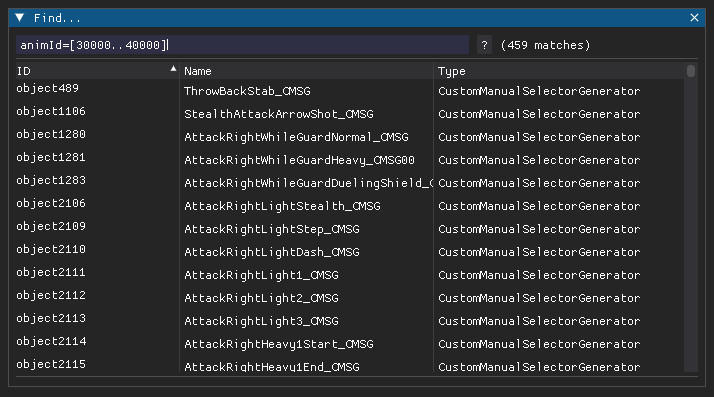 Find...
animId=[30000..40000] ? (459 matches)
ID Name Type
object489 ThrowBackStab_CMSG CustomManualSelectorGenerator
object1106 StealthAttackArrowShot_CMSG CustomManualSelectorGenerator
object1280 AttackRightWhileGuardNormal_CMSG CustomManualSelectorGenerator
object1281 AttackRightWhileGuardHeavy_CMSG00 CustomManualSelectorGenerator
object1283 AttackRightWhileGuardDuelingShield_C CustomManualSelectorGenerator
object2106 AttackRightLightStealth_CMSG CustomManualSelectorGenerator
object2109 AttackRightLightStep_CMSG CustomManualSelectorGenerator
object2110 AttackRightLightDash_CMSG CustomManualSelectorGenerator
object2111 AttackRightLight1_CMSG CustomManualSelectorGenerator
object2112 AttackRightLight2_CMSG CustomManualSelectorGenerator
object2113 AttackRightLight3_CMSG CustomManualSelectorGenerator
object2114 AttackRightHeavy1Start_CMSG CustomManualSelectorGenerator
object2115 AttackRightHeavy1End_CMSG CustomManualSelectorGenerator